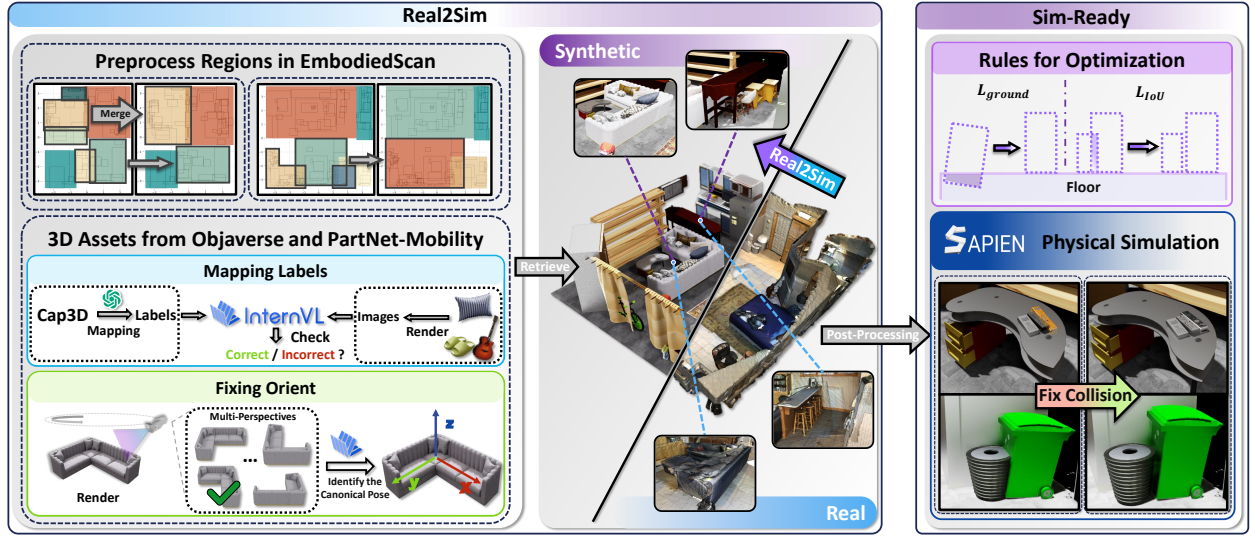 Real2Sim
Preprocess Regions in EmbodiedScan
Merge
3D Assets from Objaverse and PartNet-Mobility
Mapping Labels
Cap3D
Mapping
Labels
InternVL
Check
Correct / Incorrect ?
Images
Render
Fixing Orient
Render
Multi-Perspectives
...
Identify the
Canonical Pose
z
y
x
Retrieve
Synthetic
Real2Sim
Real
Post-Processing
Sim-Ready
Rules for Optimization
L_ground
L_IoU
Floor
SAPIEN
Physical Simulation
Fix Collision